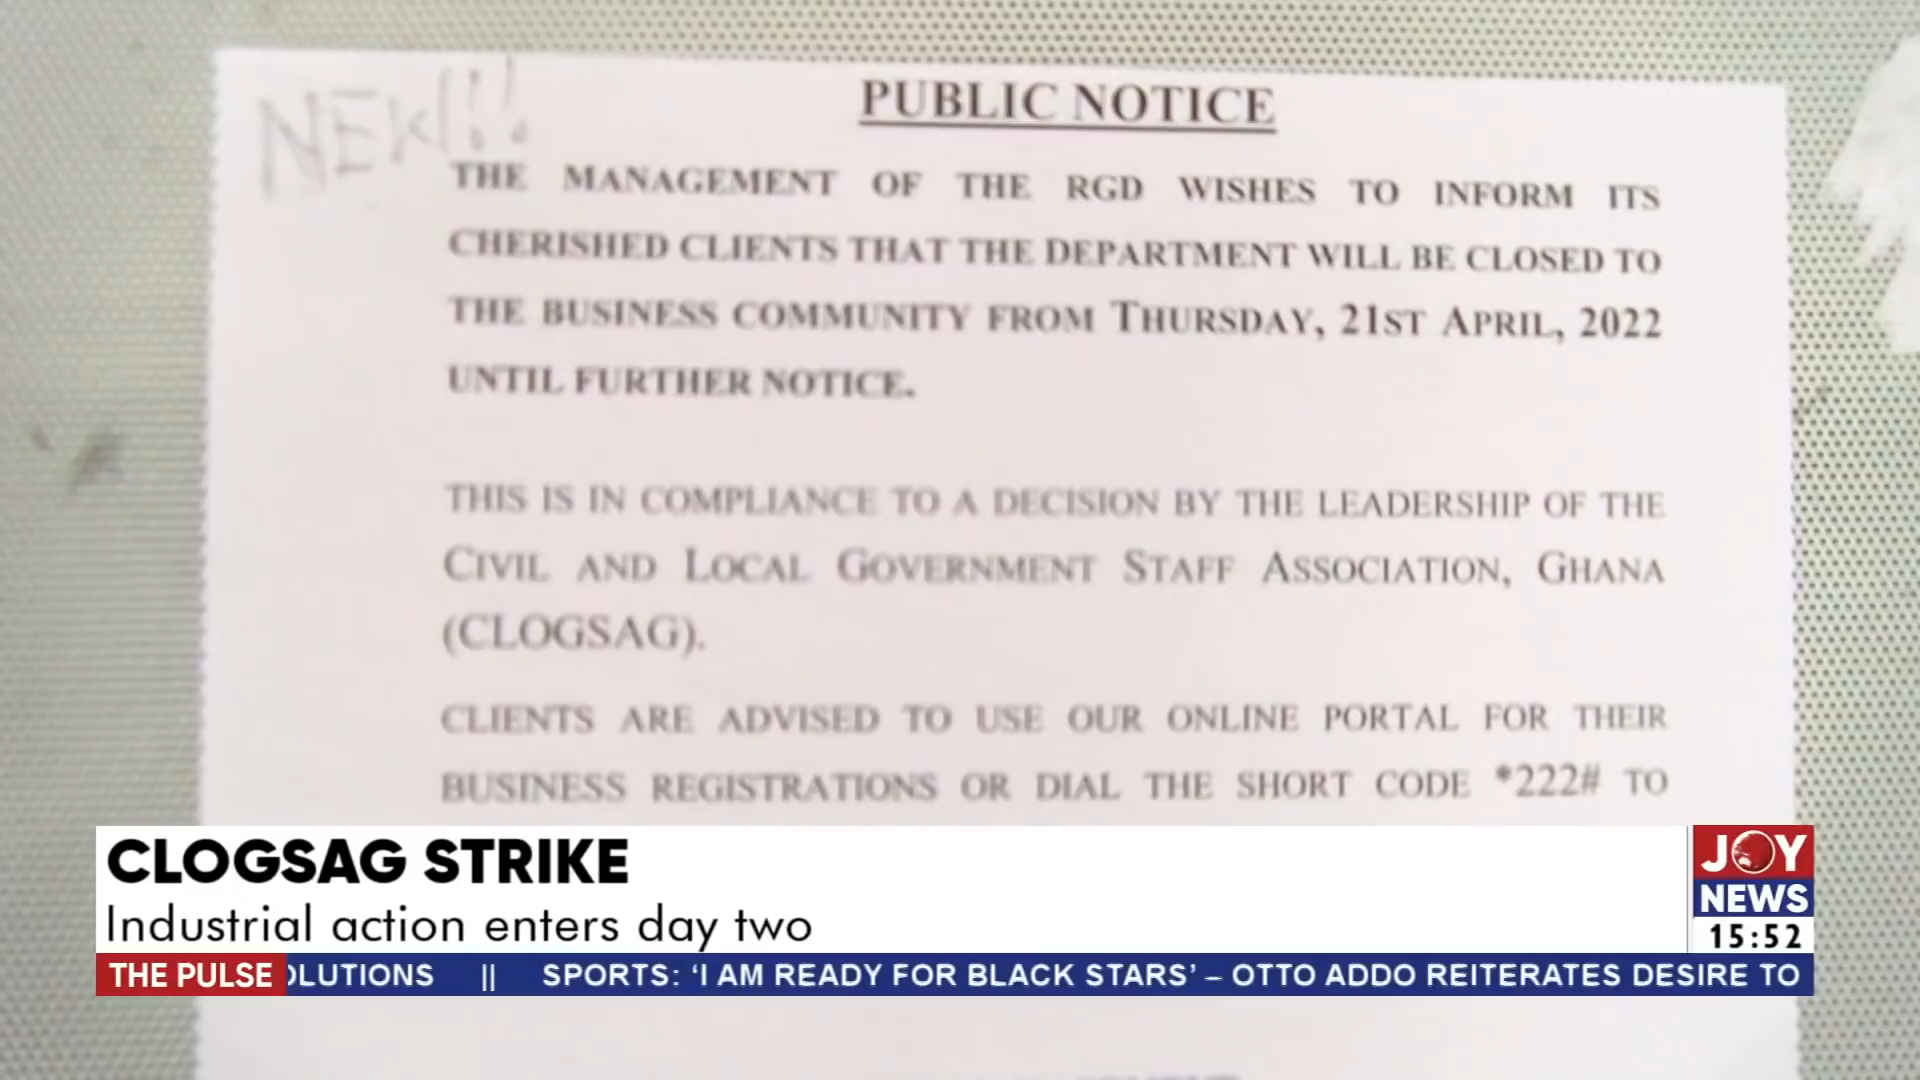 NEW!!
PUBLIC NOTICE
THE MANAGEMENT OF THE RGD WISHES TO INFORM ITS
CHERISHED CLIENTS THAT THE DEPARTMENT WILL BE CLOSED TO
THE BUSINESS COMMUNITY FROM THURSDAY, 21ST APRIL, 2022
UNTIL FURTHER NOTICE.
THIS IS IN COMPLIANCE TO A DECISION BY THE LEADERSHIP OF THE
CIVIL AND LOCAL GOVERNMENT STAFF ASSOCIATION, GHANA
(CLOGSAG).
CLIENTS ARE ADVISED TO USE OUR ONLINE PORTAL FOR THEIR
BUSINESS REGISTRATIONS OR DIAL THE SHORT CODE *222# TO
CLOGSAG STRIKE
Industrial action enters day two
JOY
NEWS
15:52
THE PULSE OLUTIONS || SPORTS: ‘I AM READY FOR BLACK STARS’ – OTTO ADDO REITERATES DESIRE TO